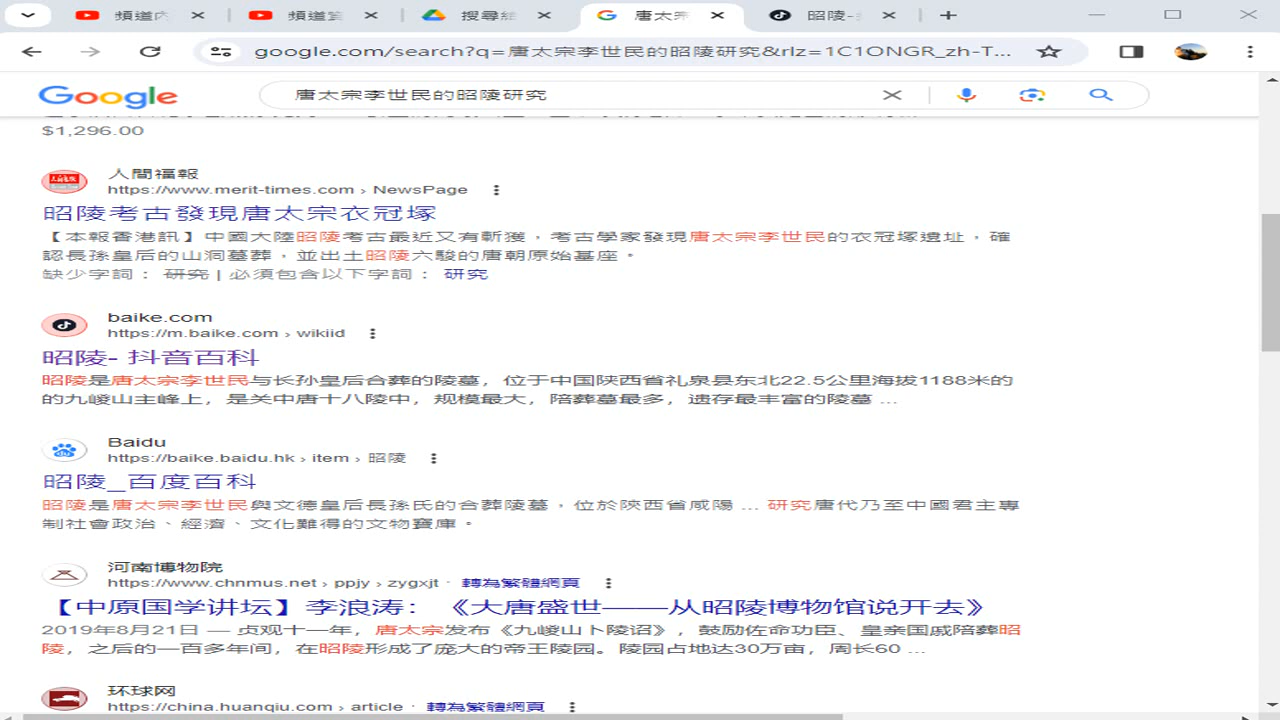 頻道
頻道
搜尋
唐太宗
昭陵-
google.com/search?q=唐太宗李世民的昭陵研究&rlz=1C1ONGR_zh-T...
Google
唐太宗李世民的昭陵研究
$1,296.00
人間福報
https://www.merit-times.com › NewsPage
昭陵考古發現唐太宗衣冠塚
【本報香港訊】中國大陸昭陵考古最近又有斬獲，考古學家發現唐太宗李世民的衣冠塚遺址，確
認長孫皇后的山洞墓葬，並出土昭陵六駿的唐朝原始基座。
缺少字詞： 研究 | 必須包含以下字詞： 研究
baike.com
https://m.baike.com › wikiid
昭陵- 抖音百科
昭陵是唐太宗李世民与长孙皇后合葬的陵墓，位于中国陕西省礼泉县东北22.5公里海拔1188米的
的九嵕山主峰上，是关中唐十八陵中，规模最大，陪葬墓最多，遗存最丰富的陵墓 ...
Baidu
https://baike.baidu.hk › item › 昭陵
昭陵_百度百科
昭陵是唐太宗李世民與文德皇后長孫氏的合葬陵墓，位於陝西省咸陽 ... 研究唐代乃至中國君主專
制社會政治、經濟、文化難得的文物寶庫。
河南博物院
https://www.chnmus.net › ppjy › zygxjt · 轉為繁體網頁
【中原国学讲坛】李浪涛：《大唐盛世——从昭陵博物馆说开去》
2019年8月21日 — 贞观十一年，唐太宗发布《九嵕山卜陵诏》，鼓励佐命功臣、皇亲国戚陪葬昭
陵，之后的一百多年间，在昭陵形成了庞大的帝王陵园。陵园占地达30万亩，周长60 ...
环球网
https://china.huanqiu.com › article · 轉為繁體網頁